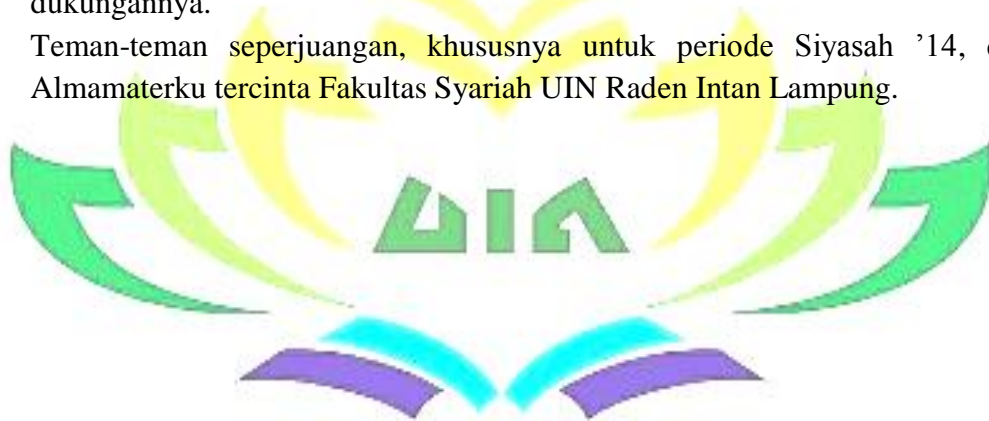 dukungannya.
Teman-teman seperjuangan, khususnya untuk periode Siyasah ’14,
Almamaterku tercinta Fakultas Syariah UIN Raden Intan Lampung.
UIN